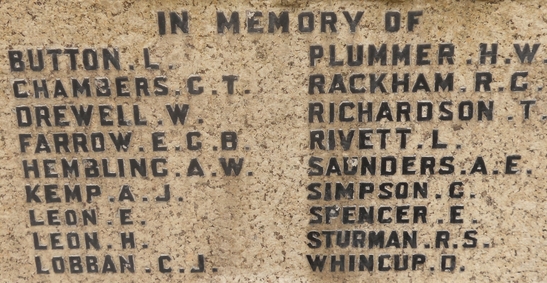 IN MEMORY OF
BUTTON. L.
CHAMBERS. C. T.
DREWELL. W.
FARROW. E. G. B.
HEMBLING. A. W.
KEMP. A. J.
LEON. E.
LEON. H.
LOBBAN. C. J.
PLUMMER. H. W.
RACKHAM. R. G.
RICHARDSON. T.
RIVETT. L.
SAUNDERS. A. E.
SIMPSON. G.
SPENCER. E.
STURMAN. R. S.
WHINCUP. O.